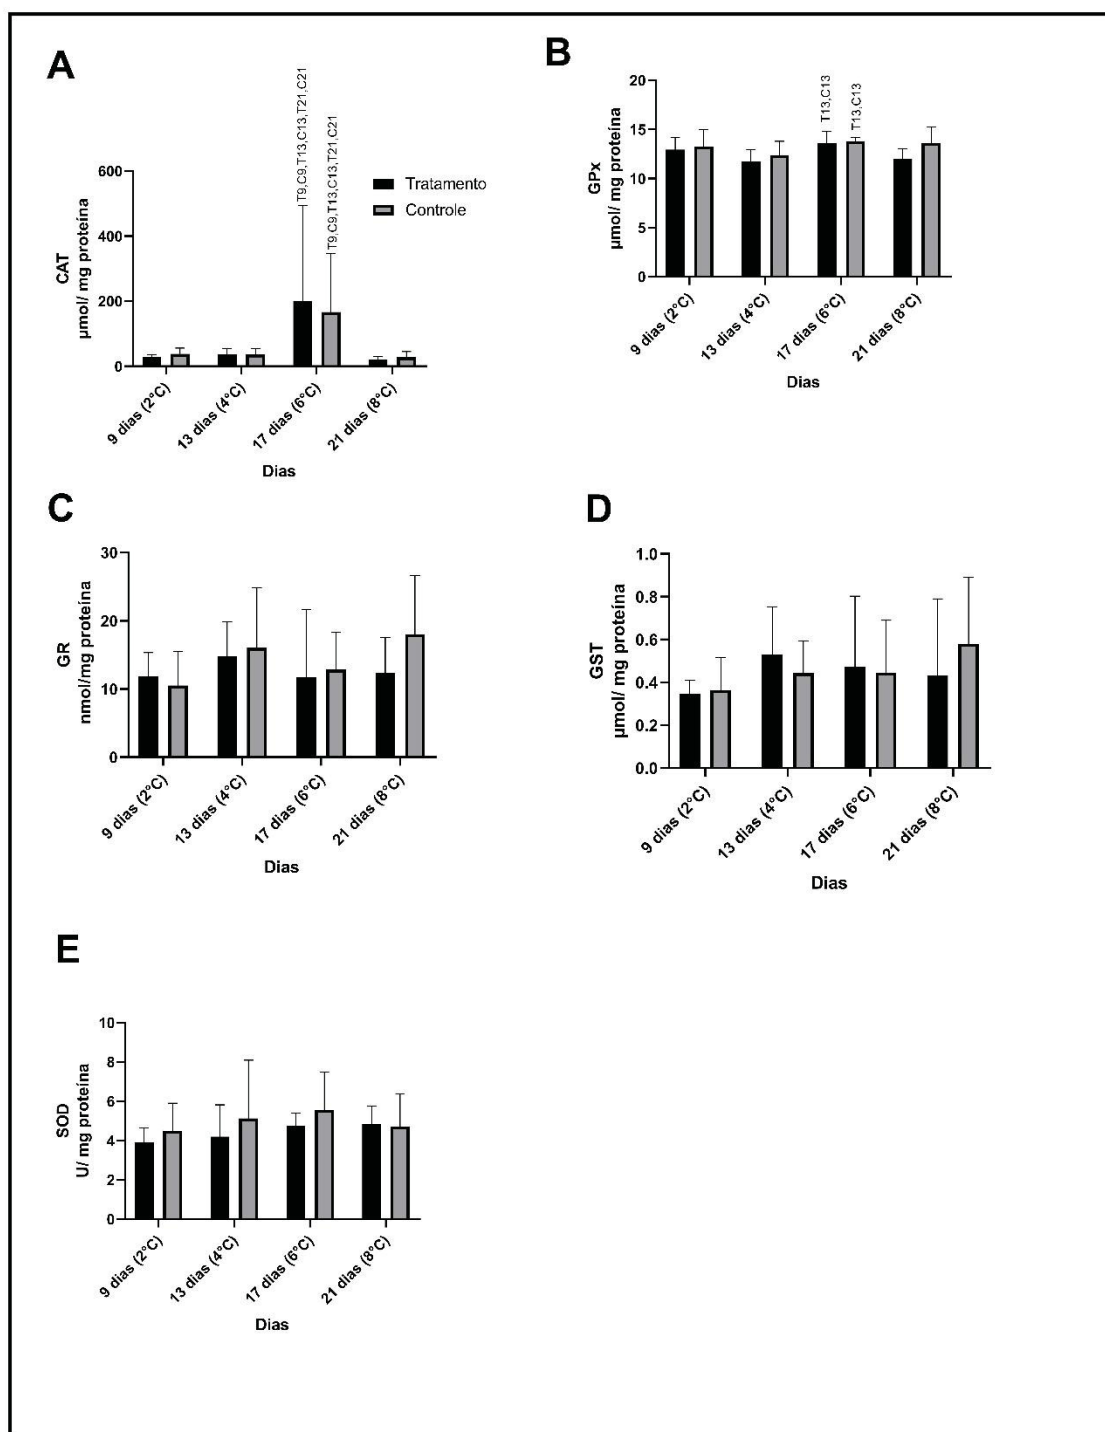 A
CAT
µmol/ mg proteína
600
400
200
0
T9,C9,T13,C13,T21,C21
T9,C9,T13,C13,T21,C21
Tratamento
Controle
9 dias (2°C)
13 dias (4°C)
17 dias (6°C)
21 dias (8°C)
Dias
B
GPx
µmol/ mg proteína
20
15
10
5
0
T13,C13
T13,C13
9 dias (2°C)
13 dias (4°C)
17 dias (6°C)
21 dias (8°C)
Dias
C
GR
nmol/mg proteína
30
20
10
0
9 dias (2°C)
13 dias (4°C)
17 dias (6°C)
21 dias (8°C)
Dias
D
GST
µmol/ mg proteína
1.0
0.8
0.6
0.4
0.2
0.0
9 dias (2°C)
13 dias (4°C)
17 dias (6°C)
21 dias (8°C)
Dias
E
SOD
U/ mg proteína
10
8
6
4
2
0
9 dias (2°C)
13 dias (4°C)
17 dias (6°C)
21 dias (8°C)
Dias